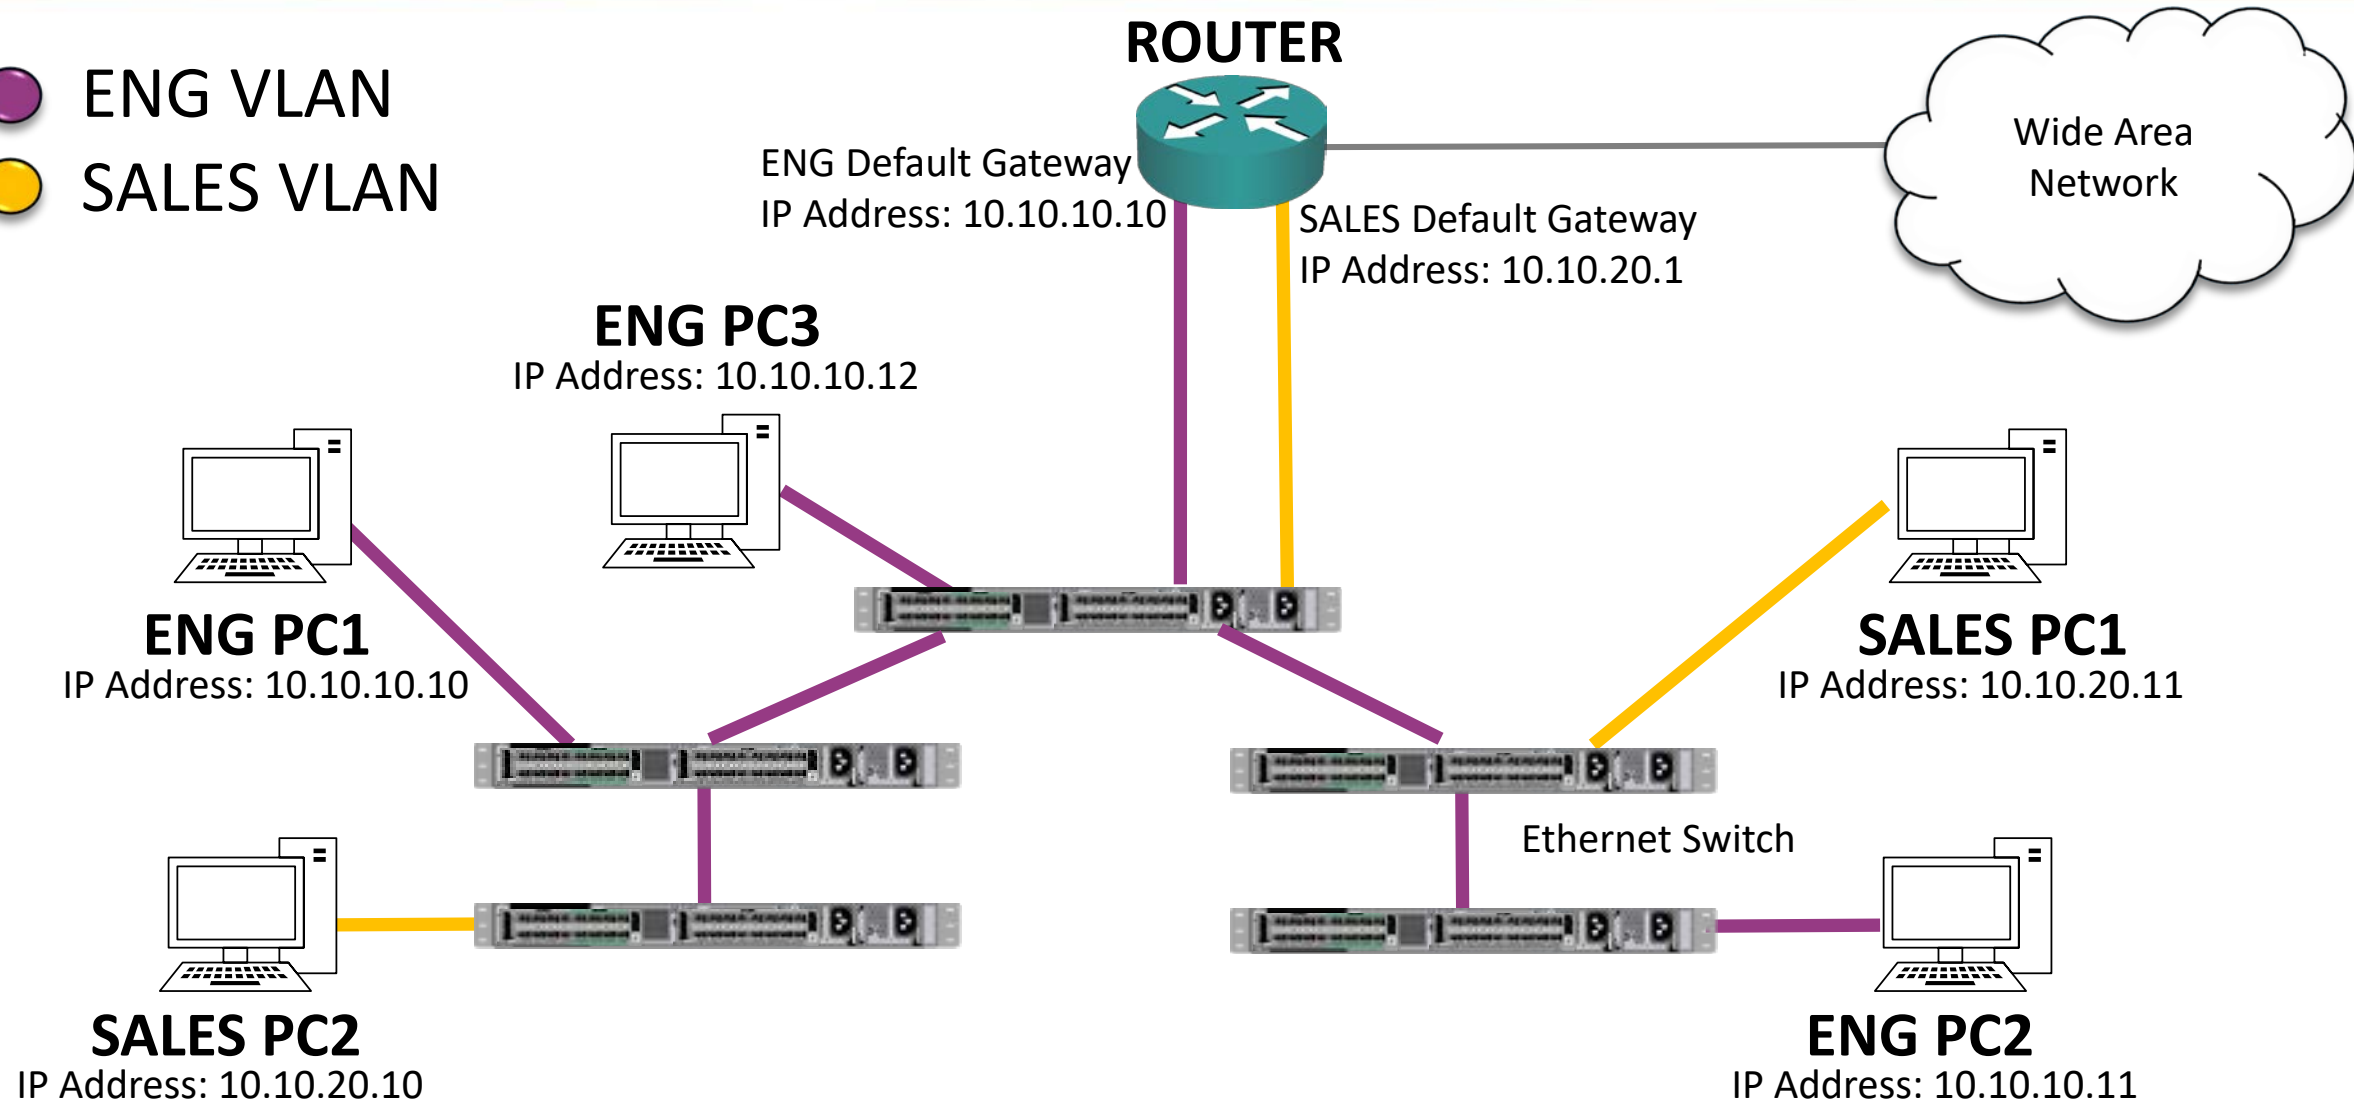 ROUTER
ENG VLAN
SALES VLAN
Wide Area
Network
ENG Default Gateway
IP Address: 10.10.10.10
SALES Default Gateway
IP Address: 10.10.20.1
ENG PC3
IP Address: 10.10.10.12
ENG PC1
IP Address: 10.10.10.10
SALES PC1
IP Address: 10.10.20.11
Ethernet Switch
SALES PC2
IP Address: 10.10.20.10
ENG PC2
IP Address: 10.10.10.11